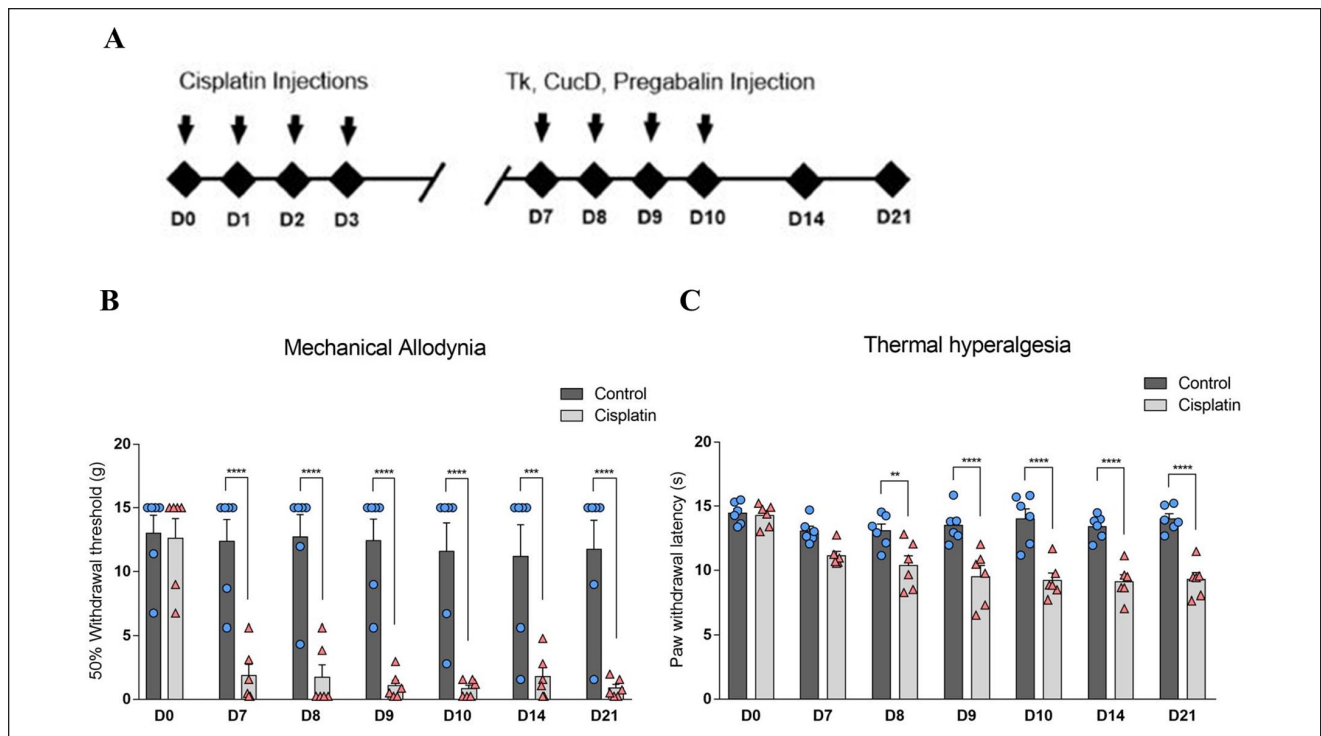 A
Cisplatin Injections
Tk, CucD, Pregabalin Injection
D0 D1 D2 D3 D7 D8 D9 D10 D14 D21
B
Mechanical Allodynia
Control
Cisplatin
50% Withdrawal threshold (g)
20
15
10
5
0
**** **** **** **** *** ****
D0 D7 D8 D9 D10 D14 D21
C
Thermal hyperalgesia
Control
Cisplatin
Paw withdrawal latency (s)
20
15
10
5
0
** **** **** **** ****
D0 D7 D8 D9 D10 D14 D21